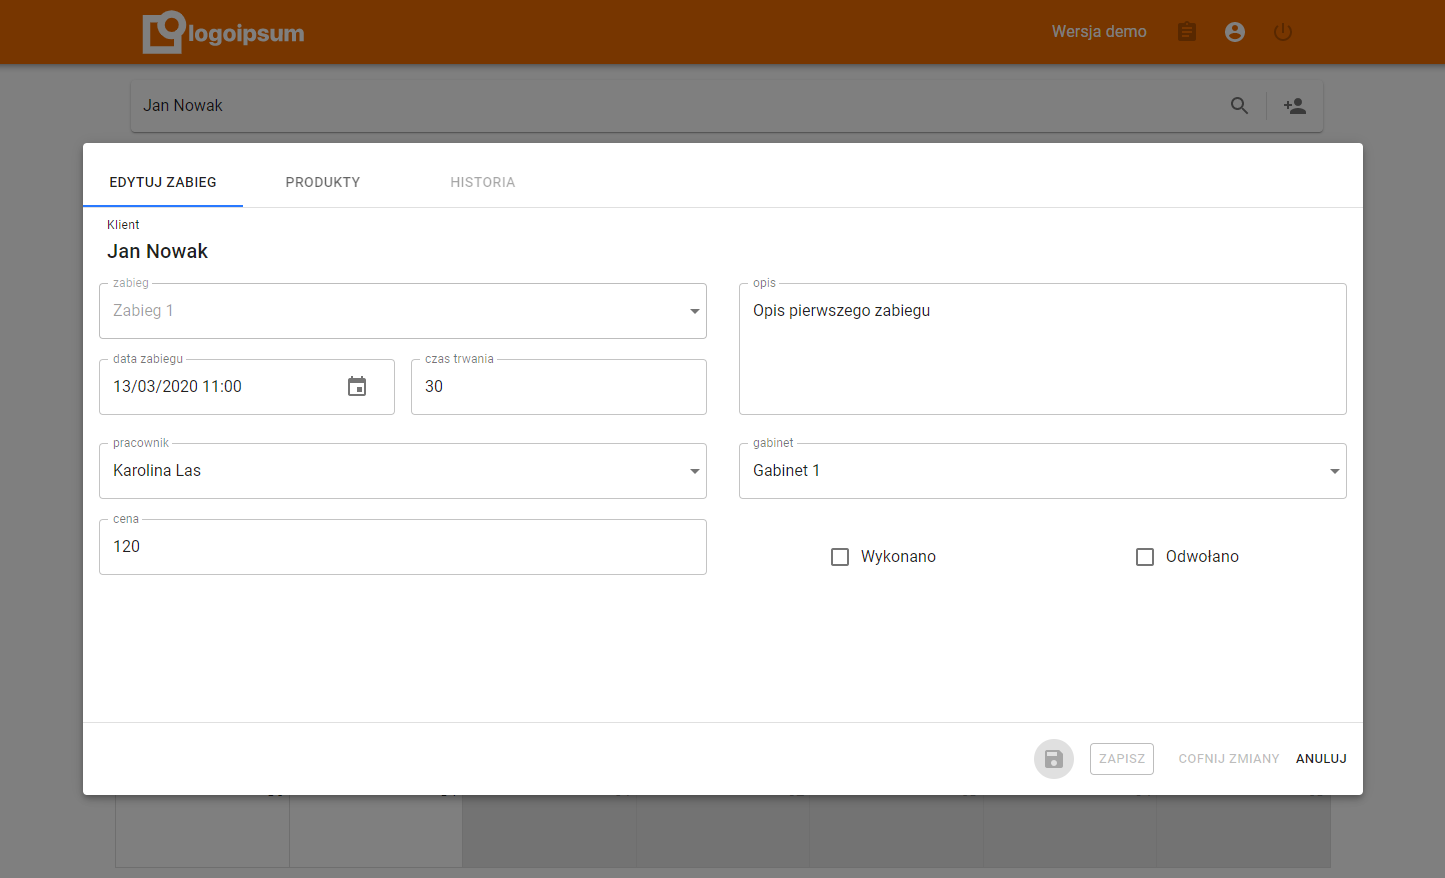 logoipsum
Wersja demo
Jan Nowak
EDYTUJ ZABIEG
PRODUKTY
HISTORIA
Klient
Jan Nowak
zabieg
Zabieg 1
opis
Opis pierwszego zabiegu
data zabiegu
13/03/2020 11:00
czas trwania
30
pracownik
Karolina Las
gabinet
Gabinet 1
cena
120
Wykonano
Odwołano
ZAPISZ
COFNIJ ZMIANY
ANULUJ